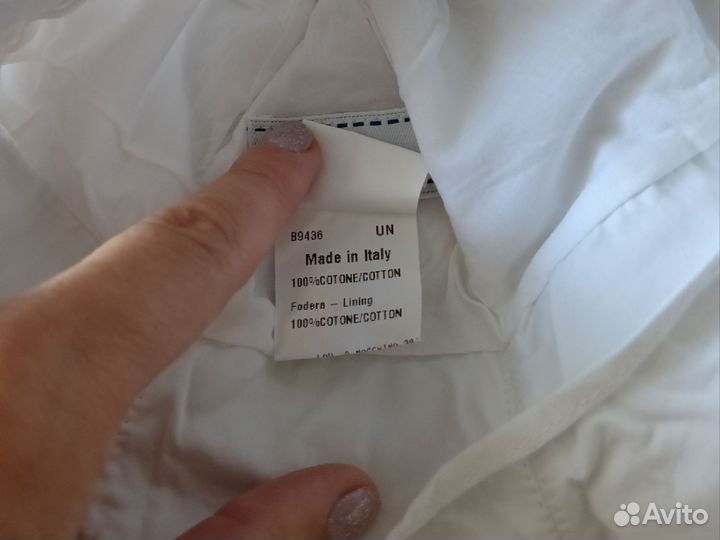 B9436 UN
Made in Italy
100%COTONE/COTTON
Fodera - Lining
100%COTONE/COTTON
Avito